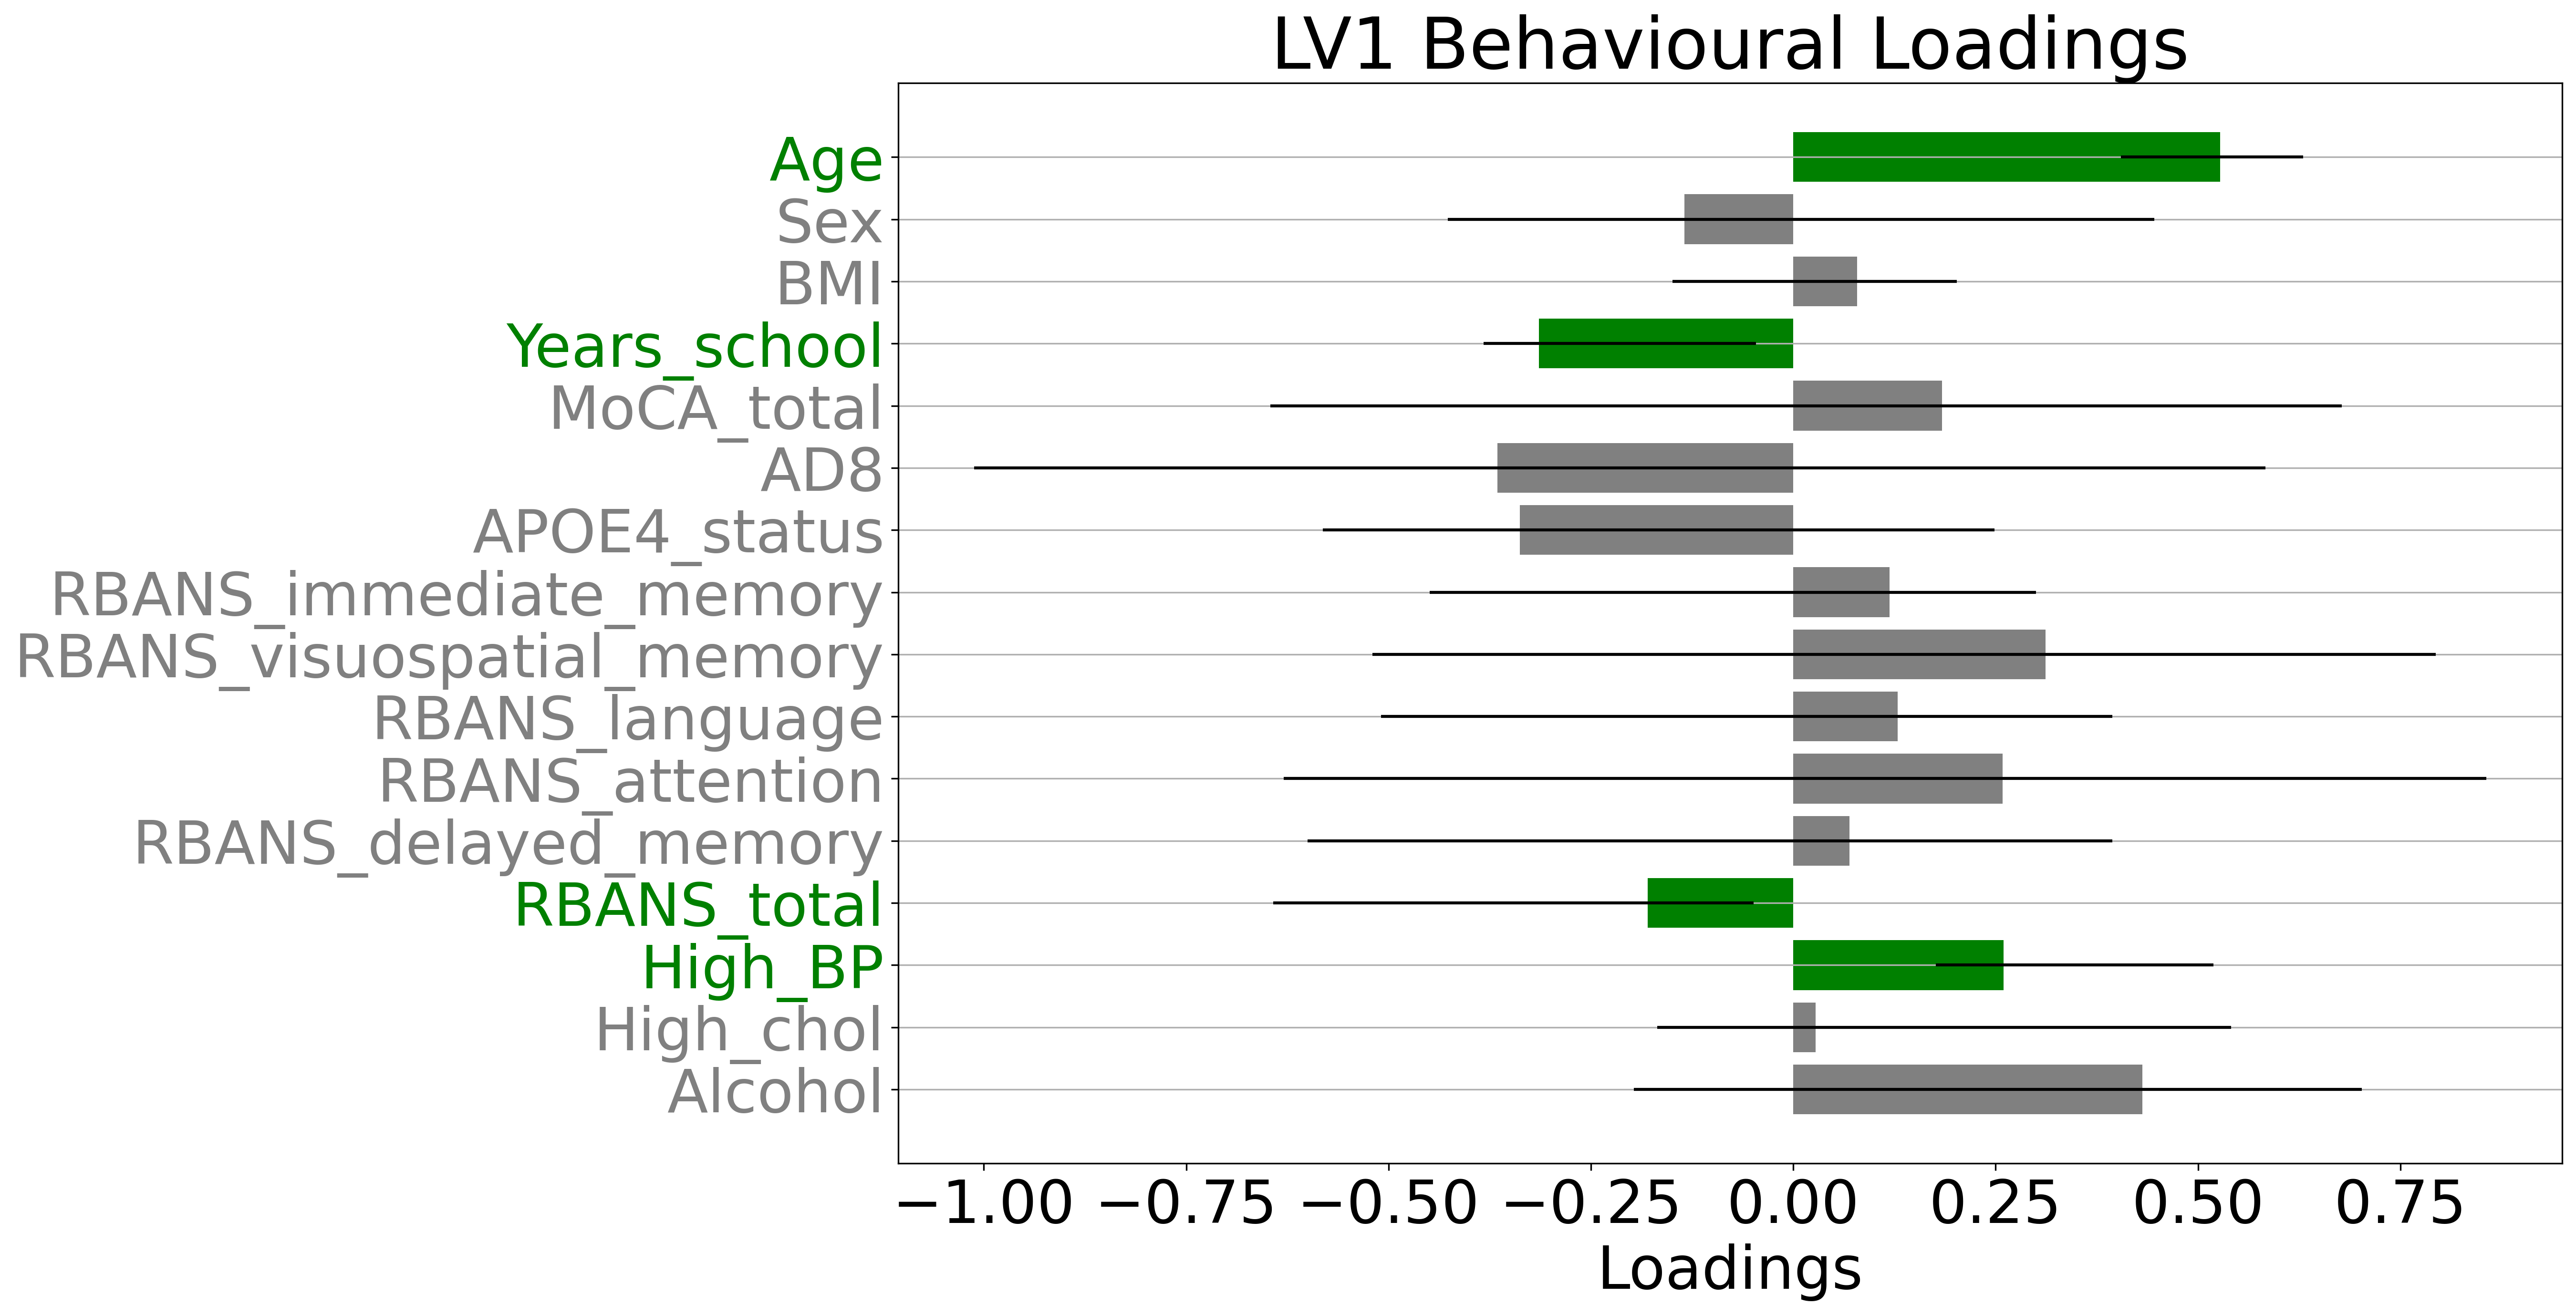 LV1 Behavioural Loadings
Age
Sex
BMI
Years_school
MoCA_total
AD8
APOE4_status
RBANS_immediate_memory
RBANS_visuospatial_memory
RBANS_language
RBANS_attention
RBANS_delayed_memory
RBANS_total
High_BP
High_chol
Alcohol
−1.00 −0.75 −0.50 −0.25 0.00 0.25 0.50 0.75
Loadings